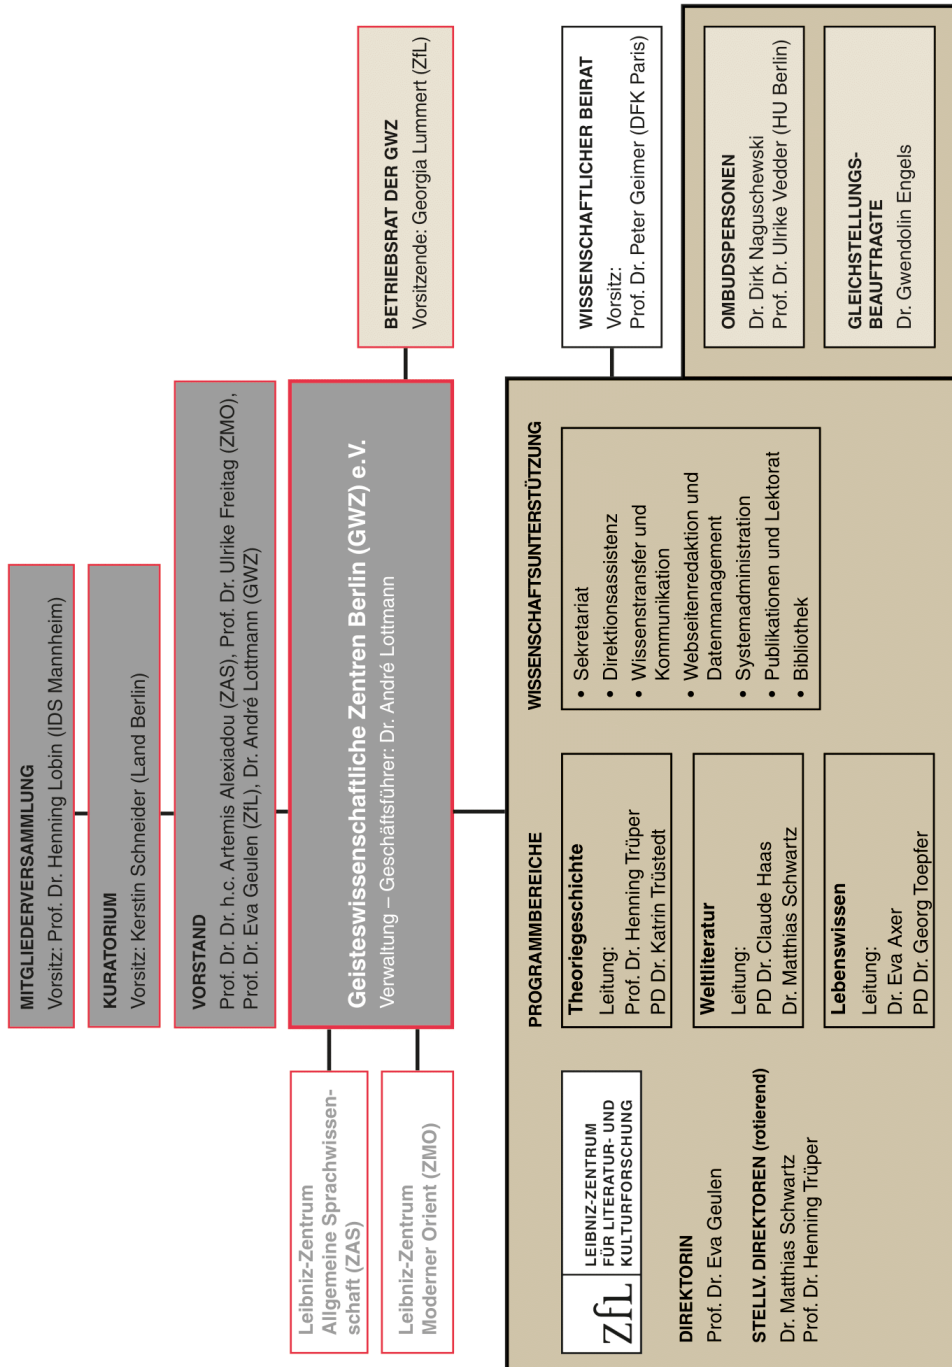 MITGLIEDERVERSAMMLUNG
Vorsitz: Prof. Dr. Henning Lobin (IDS Mannheim)
KURATORIUM
Vorsitz: Kerstin Schneider (Land Berlin)
VORSTAND
Prof. Dr. Dr. h.c. Artemis Alexiadou (ZAS), Prof. Dr. Ulrike Freitag (ZMO),
Prof. Dr. Eva Geulen (ZfL), Dr. André Lottmann (GWZ)
Leibniz-Zentrum
Allgemeine Sprachwissen-
schaft (ZAS)
Leibniz-Zentrum
Moderner Orient (ZMO)
Geisteswissenschaftliche Zentren Berlin (GWZ) e.V.
Verwaltung – Geschäftsführer: Dr. André Lottmann
BETRIEBSRAT DER GWZ
Vorsitzende: Georgia Lummert (ZfL)
zfl
LEIBNIZ-ZENTRUM
FÜR LITERATUR- UND
KULTURFORSCHUNG
DIREKTORIN
Prof. Dr. Eva Geulen
STELLV. DIREKTOREN (rotierend)
Dr. Matthias Schwartz
Prof. Dr. Henning Trüper
PROGRAMMBEREICHE
Theoriegeschichte
Leitung:
Prof. Dr. Henning Trüper
PD Dr. Katrin Trüstedt
Weltliteratur
Leitung:
PD Dr. Claude Haas
Dr. Matthias Schwartz
Lebenswissen
Leitung:
Dr. Eva Axer
PD Dr. Georg Toepfer
WISSENSCHAFTSUNTERSTÜTZUNG
• Sekretariat
• Direktionsassistenz
• Wissenstransfer und
Kommunikation
• Webseitenredaktion und
Datenmanagement
• Systemadministration
• Publikationen und Lektorat
• Bibliothek
WISSENSCHAFTLICHER BEIRAT
Vorsitz:
Prof. Dr. Peter Geimer (DFK Paris)
OMBUDSPERSONEN
Dr. Dirk Naguschewski
Prof. Dr. Ulrike Vedder (HU Berlin)
GLEICHSTELLUNGS-
BEAUFTRAGTE
Dr. Gwendolin Engels